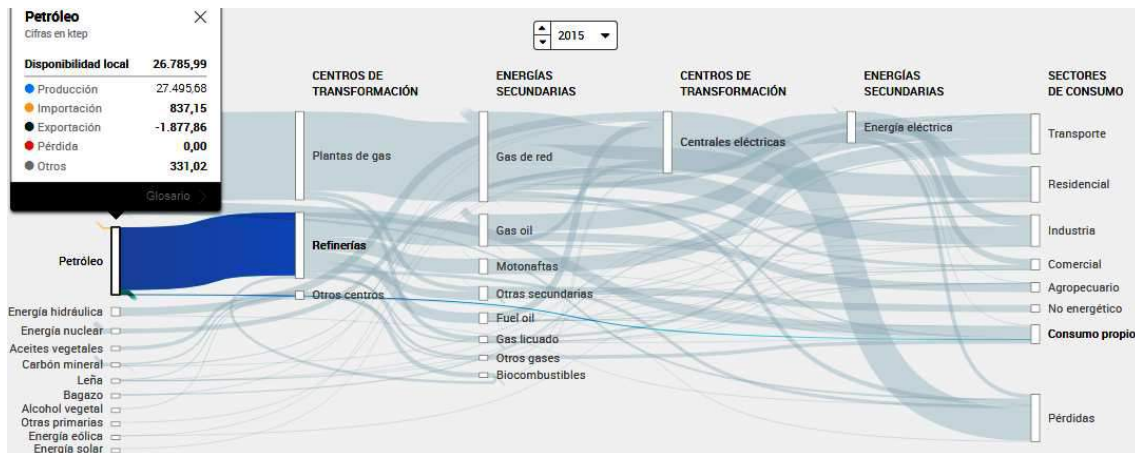 Petróleo
Cifras en ktep
Disponibilidad local 26.785,99
Producción 27.495,68
Importación 837,15
Exportación -1.877,86
Pérdida 0,00
Otros 331,02
Glosario
2015
CENTROS DE
TRANSFORMACIÓN
ENERGÍAS
SECUNDARIAS
CENTROS DE
TRANSFORMACIÓN
ENERGÍAS
SECUNDARIAS
SECTORES
DE CONSUMO
Petróleo
Energía hidráulica
Energía nuclear
Aceites vegetales
Carbón mineral
Leña
Bagazo
Alcohol vegetal
Otras primarias
Energía eólica
Energía solar
Plantas de gas
Refinerías
Otros centros
Gas de red
Gas oil
Motonaftas
Otras secundarias
Fuel oil
Gas licuado
Otros gases
Biocombustibles
Centrales eléctricas
Energía eléctrica
Transporte
Residencial
Industria
Comercial
Agropecuario
No energético
Consumo propio
Pérdidas